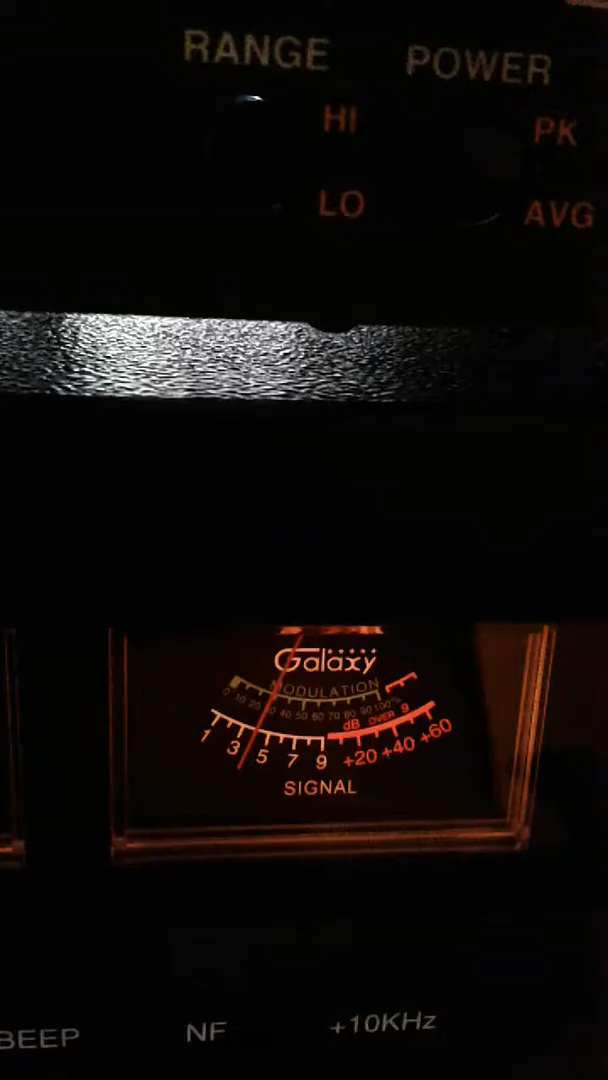 RANGE POWER
HI PK
LO AVG
Galaxy
MODULATION
0 10 20 30 40 50 60 70 80 90 100%
dB OVER 9
1 3 5 7 9 +20 +40 +60
SIGNAL
BEEP NF +10KHz